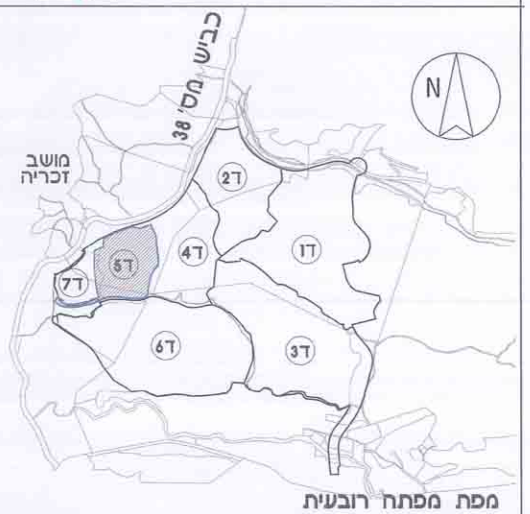 כביש מס' 38
N
מושב
זכריה
ד2
ד1
ד4
ד5
ד7
ד6
ד3
מפת מפתח רובעית